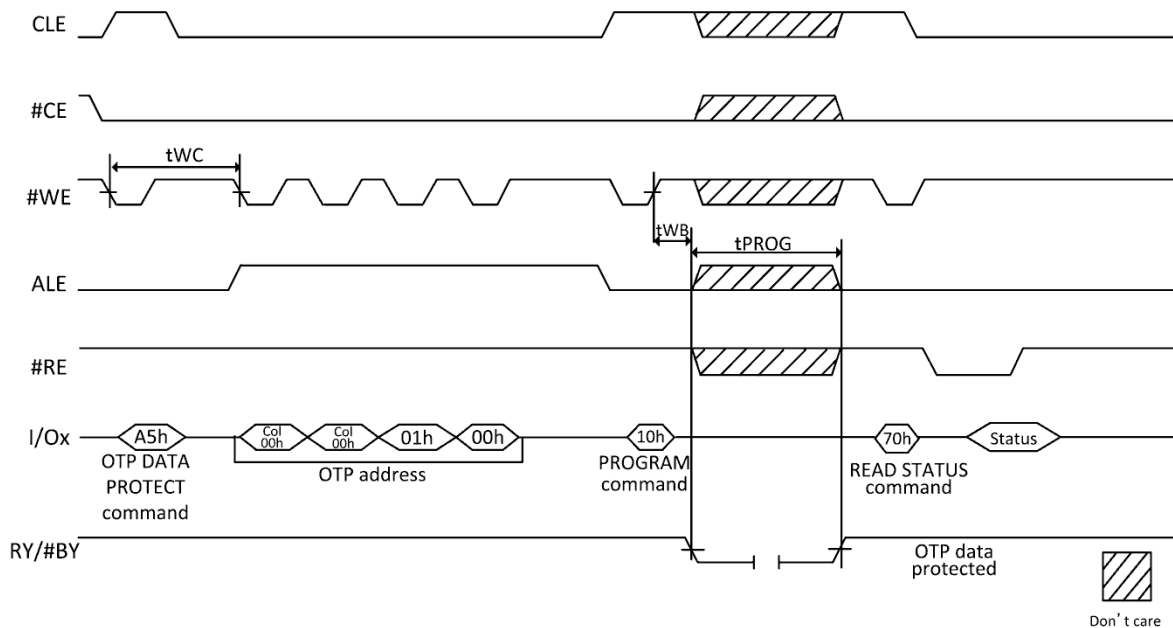 CLE
#CE
tWC
#WE
tWB
tPROG
ALE
#RE
I/Ox
A5h
Col
00h
Col
00h
01h
00h
10h
70h
Status
OTP DATA
PROTECT
command
OTP address
PROGRAM
command
READ STATUS
command
RY/#BY
OTP data
protected
Don't care